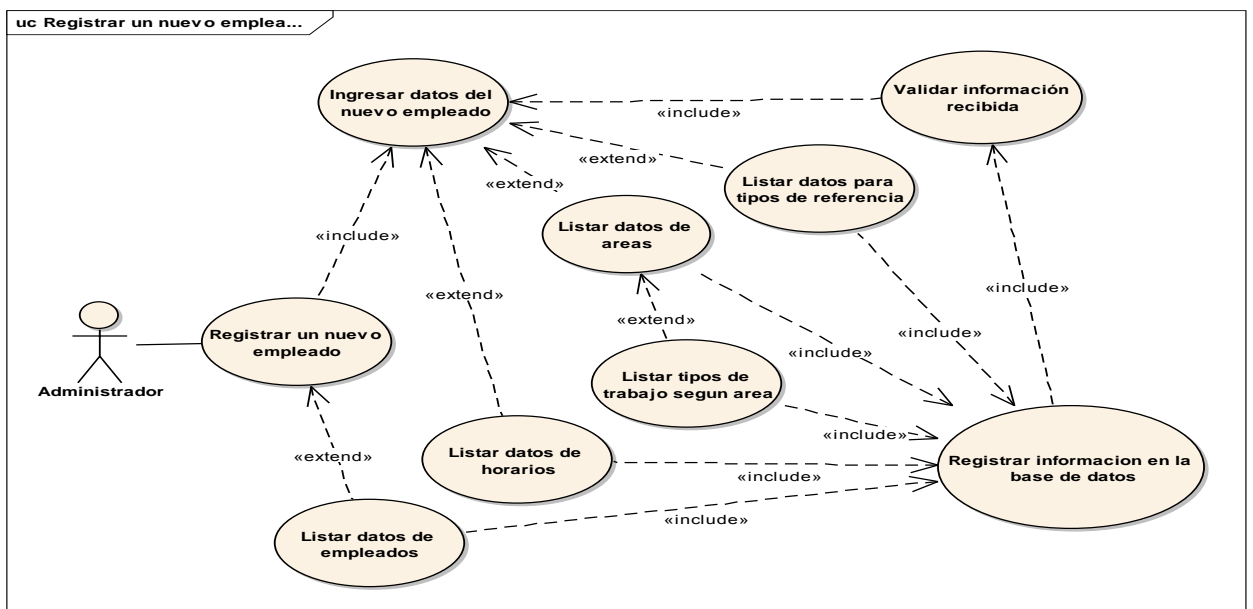 uc Registrar un nuevo emplea...
Ingresar datos del
nuevo empleado
Validar información
recibida
«include»
«extend»
Listar datos para
tipos de referencia
«extend»
Listar datos de
areas
«include»
«extend»
«include»
«extend»
«include»
Registrar un nuevo
empleado
«include»
Administrador
Listar tipos de
trabajo segun area
«include»
«extend»
Listar datos de
horarios
Registrar informacion en la
base de datos
«include»
«include»
Listar datos de
empleados